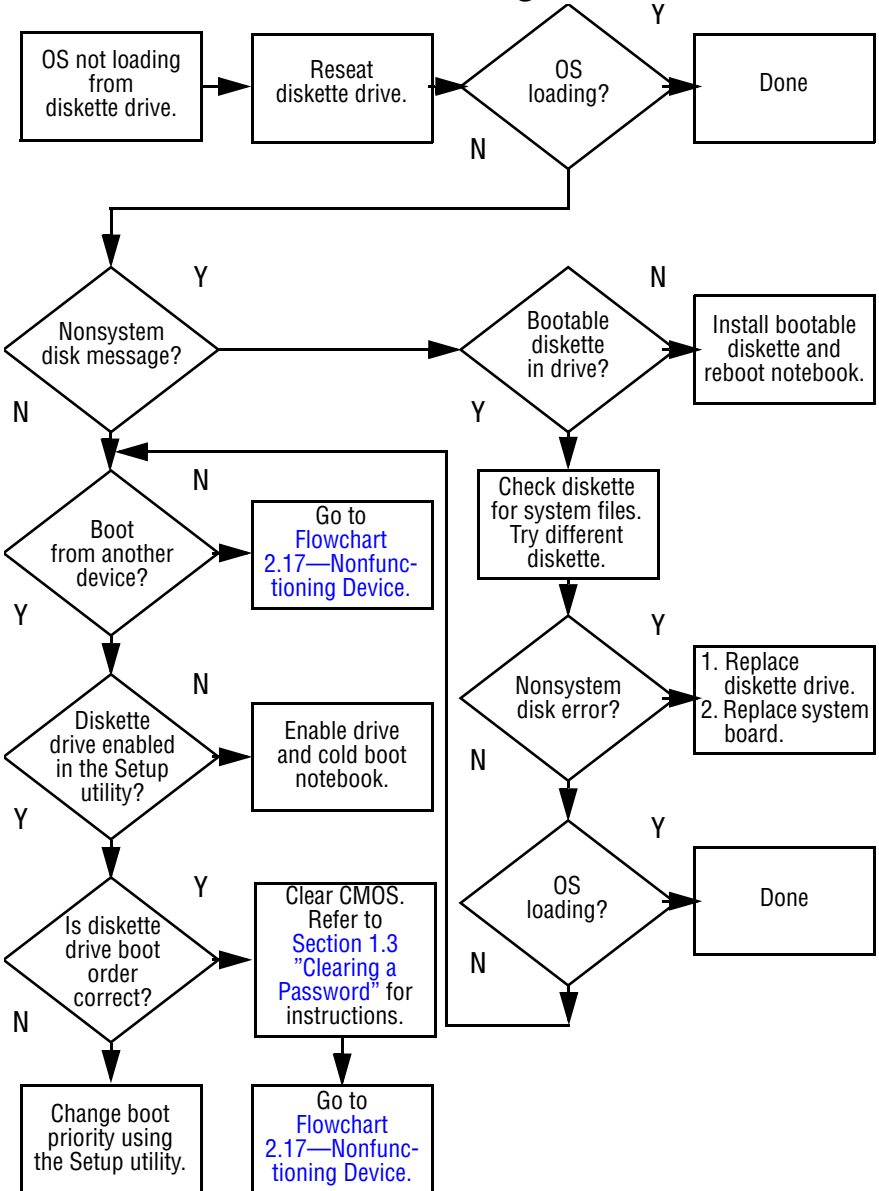 OS not loading
from
diskette drive.
Reseat
diskette drive.
OS
loading?
Y
N
Done
Nonsystem
disk message?
Y
N
Bootable
diskette
in drive?
N
Y
Install bootable
diskette and
reboot notebook.
Check diskette
for system files.
Try different
diskette.
Boot
from another
device?
N
Y
Go to
Flowchart
2.17—Nonfunc-
tioning Device.
Nonsystem
disk error?
Y
N
1. Replace
diskette drive.
2. Replace system
board.
Diskette
drive enabled
in the Setup
utility?
N
Y
Enable drive
and cold boot
notebook.
OS
loading?
Y
N
Done
Is diskette
drive boot
order
correct?
Y
N
Clear CMOS.
Refer to
Section 1.3
"Clearing a
Password" for
instructions.
Change boot
priority using
the Setup utility.
Go to
Flowchart
2.17—Nonfunc-
tioning Device.